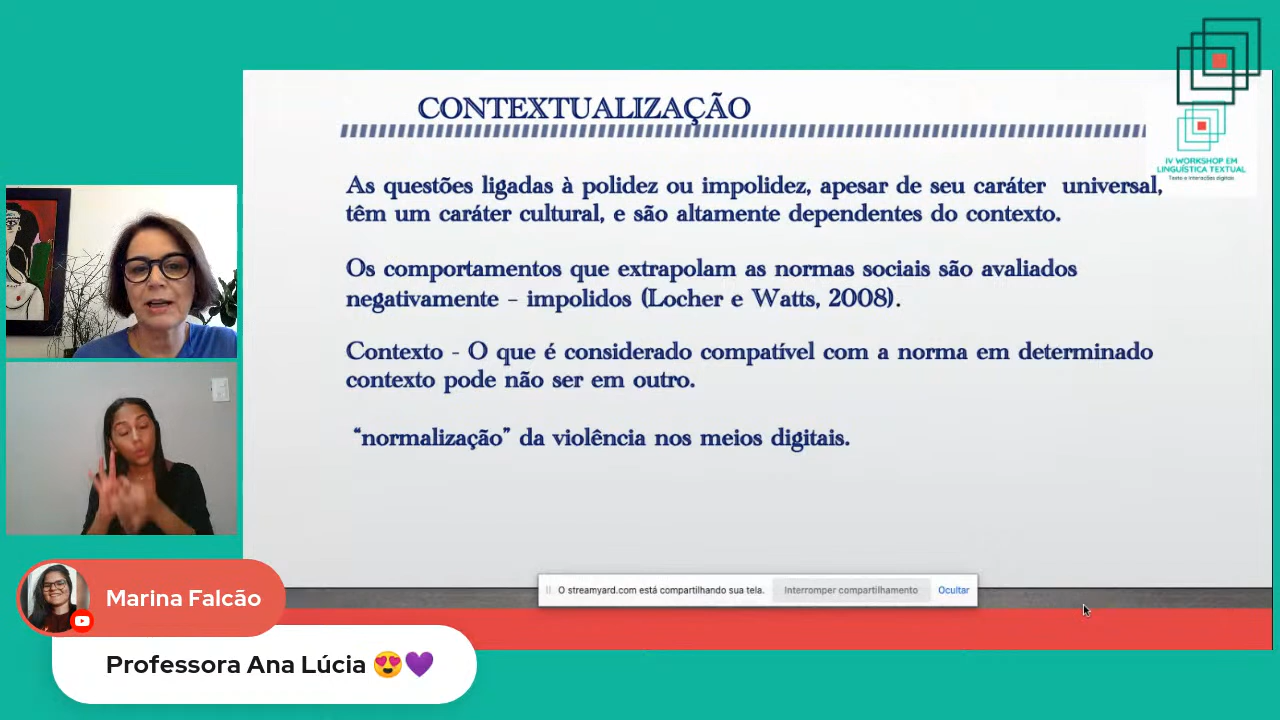 CONTEXTUALIZAÇÃO
IV WORKSHOP EM
LINGUÍSTICA TEXTUAL
Texto e interações digitais
As questões ligadas à polidez ou impolidez, apesar de seu caráter universal,
têm um caráter cultural, e são altamente dependentes do contexto.
Os comportamentos que extrapolam as normas sociais são avaliados
negativamente – impolidos (Locher e Watts, 2008).
Contexto - O que é considerado compatível com a norma em determinado
contexto pode não ser em outro.
“normalização” da violência nos meios digitais.
O streamyard.com está compartilhando sua tela. Interromper compartilhamento Ocultar
Marina Falcão
Professora Ana Lúcia 😍💜